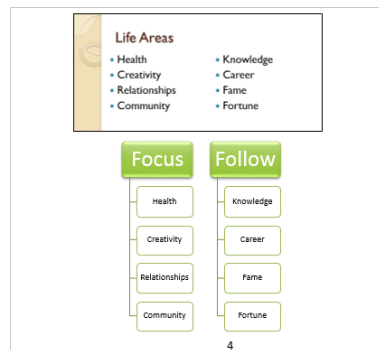 Life Areas
• Health
• Creativity
• Relationships
• Community
• Knowledge
• Career
• Fame
• Fortune
Focus
Health
Creativity
Relationships
Community
Follow
Knowledge
Career
Fame
Fortune
4